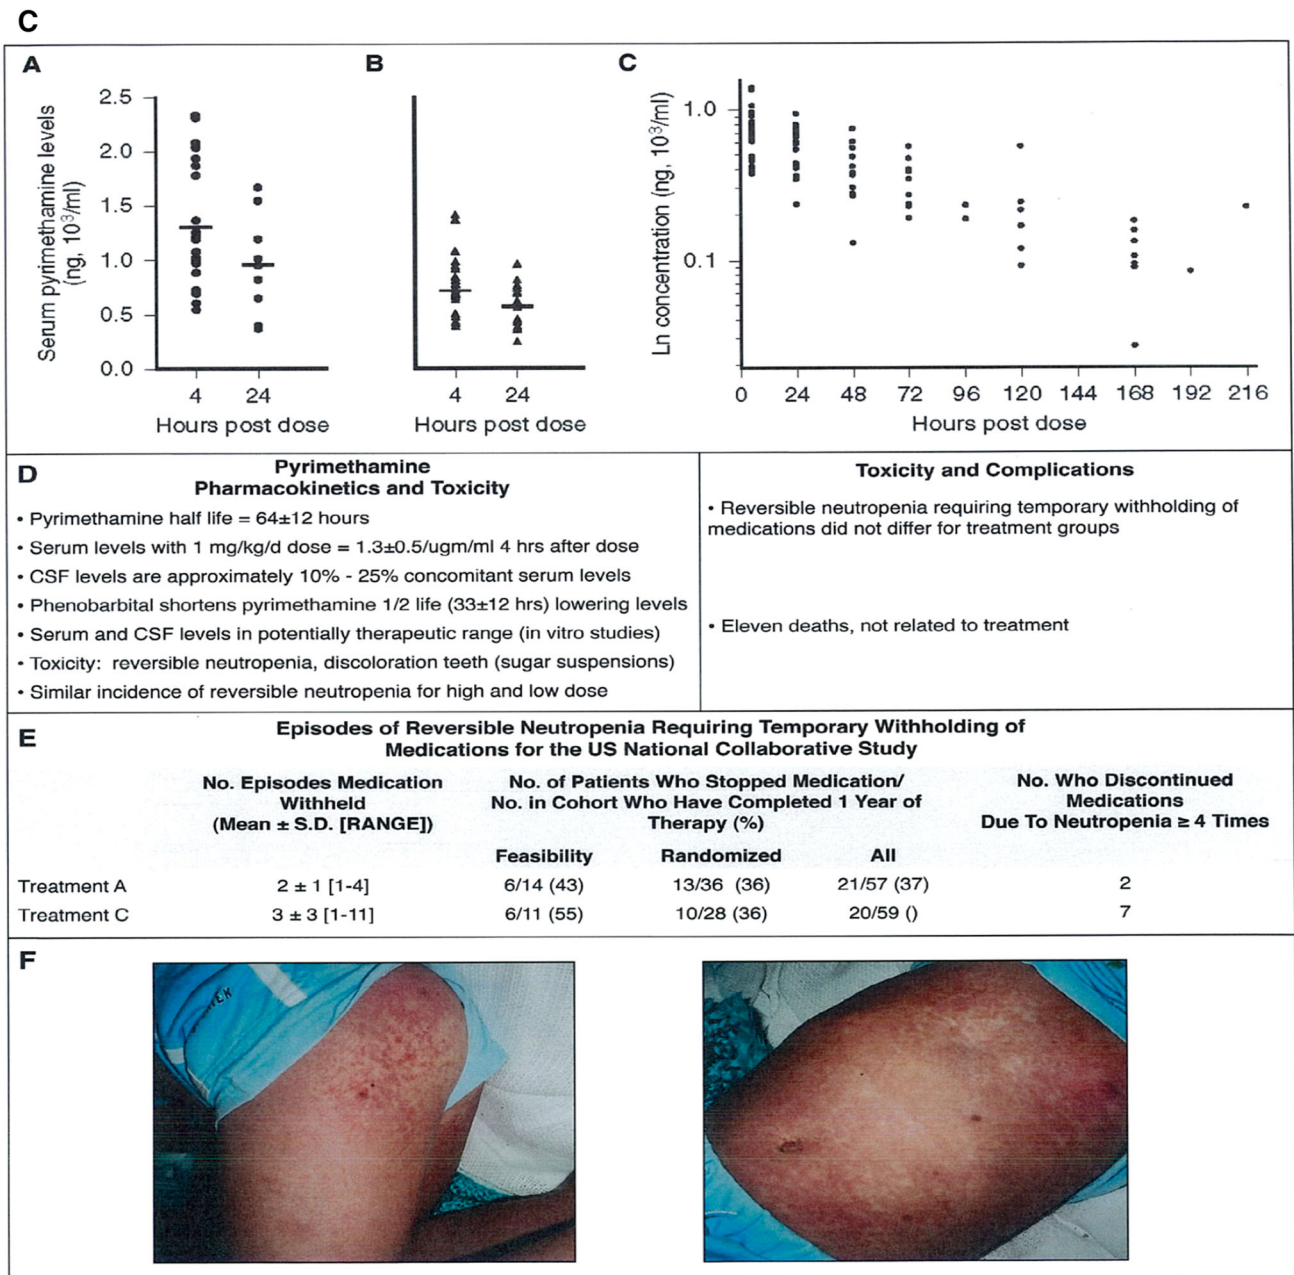 C
A
B
C
Serum pyrimethamine levels
(ng, 10³/ml)
2.5
2.0
1.5
1.0
0.5
0.0
4 24
Hours post dose
4 24
Hours post dose
Ln concentration (ng, 10³/ml)
1.0
0.1
0 24 48 72 96 120 144 168 192 216
Hours post dose
D
Pyrimethamine
Pharmacokinetics and Toxicity
• Pyrimethamine half life = 64±12 hours
• Serum levels with 1 mg/kg/d dose = 1.3±0.5/ugm/ml 4 hrs after dose
• CSF levels are approximately 10% - 25% concomitant serum levels
• Phenobarbital shortens pyrimethamine 1/2 life (33±12 hrs) lowering levels
• Serum and CSF levels in potentially therapeutic range (in vitro studies)
• Toxicity: reversible neutropenia, discoloration teeth (sugar suspensions)
• Similar incidence of reversible neutropenia for high and low dose
Toxicity and Complications
• Reversible neutropenia requiring temporary withholding of
medications did not differ for treatment groups
• Eleven deaths, not related to treatment
E
Episodes of Reversible Neutropenia Requiring Temporary Withholding of
Medications for the US National Collaborative Study
No. Episodes Medication
Withheld
(Mean ± S.D. [RANGE])
No. of Patients Who Stopped Medication/
No. in Cohort Who Have Completed 1 Year of
Therapy (%)
No. Who Discontinued
Medications
Due To Neutropenia ≥ 4 Times
Feasibility Randomized All
Treatment A 2 ± 1 [1-4] 6/14 (43) 13/36 (36) 21/57 (37) 2
Treatment C 3 ± 3 [1-11] 6/11 (55) 10/28 (36) 20/59 () 7
F